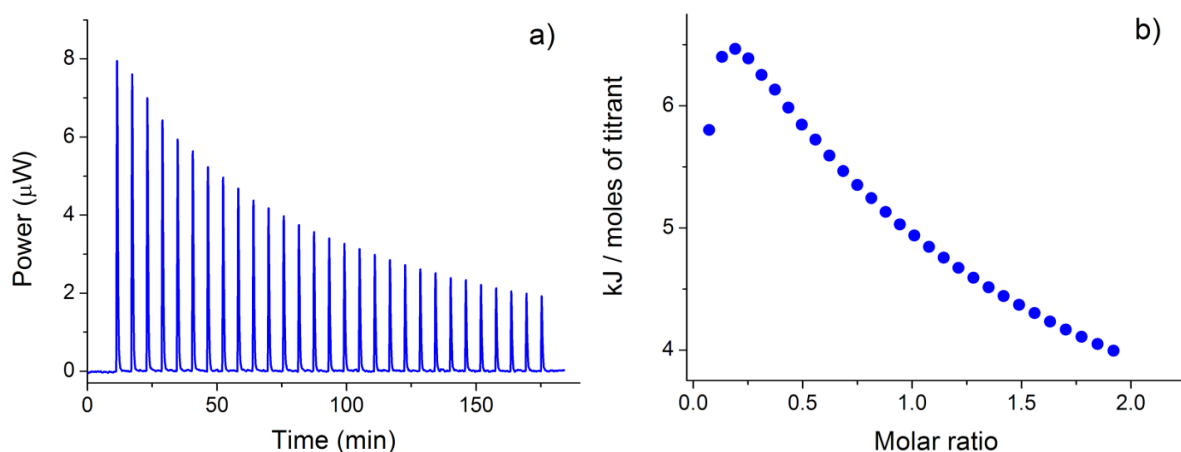 a)
8
6
4
2
0
Power (μW)
0
50
100
150
Time (min)
b)
6
5
4
kJ / moles of titrant
0.0
0.5
1.0
1.5
2.0
Molar ratio